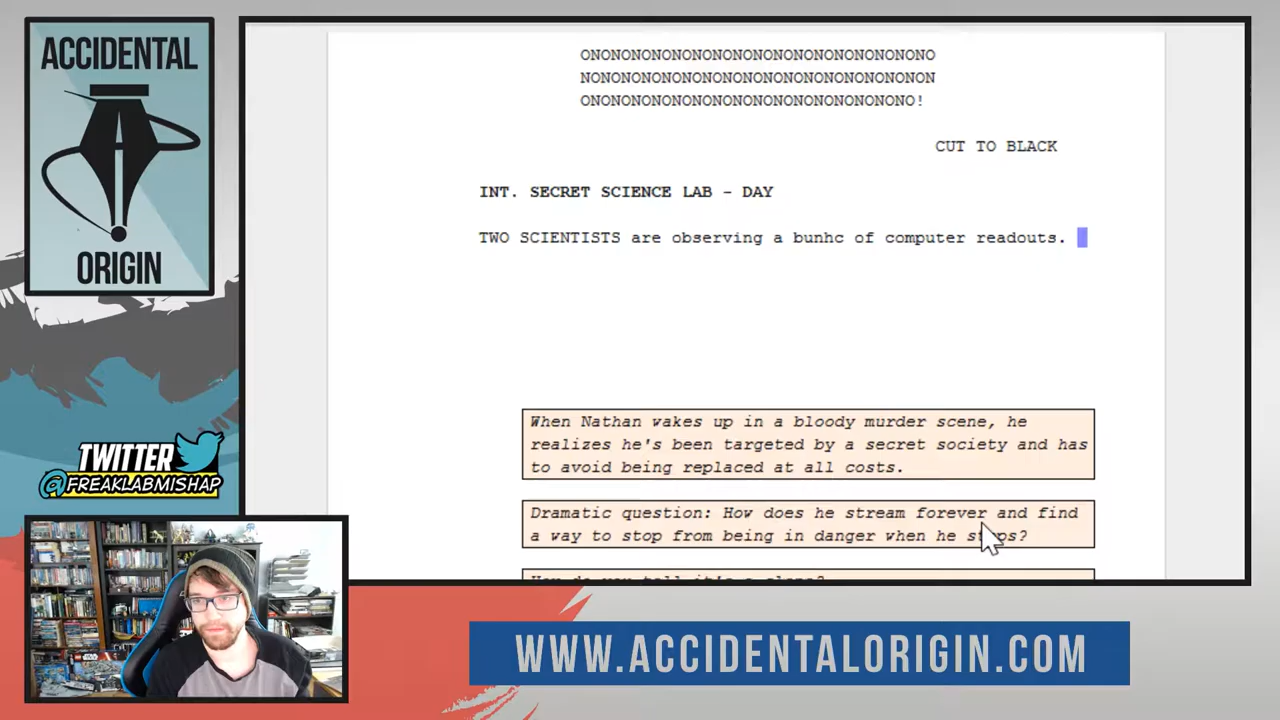 ACCIDENTAL
ORIGIN
TWITTER
@FREAKLABMISHAP
ONONONONONONONONONONONONONONONONONO
NONONONONONONONONONONONONONONONONON
ONONONONONONONONONONONONONONONONO!
CUT TO BLACK
INT. SECRET SCIENCE LAB - DAY
TWO SCIENTISTS are observing a bunhc of computer readouts.
When Nathan wakes up in a bloody murder scene, he
realizes he's been targeted by a secret society and has
to avoid being replaced at all costs.
Dramatic question: How does he stream forever and find
a way to stop from being in danger when he stops?
WWW.ACCIDENTALORIGIN.COM